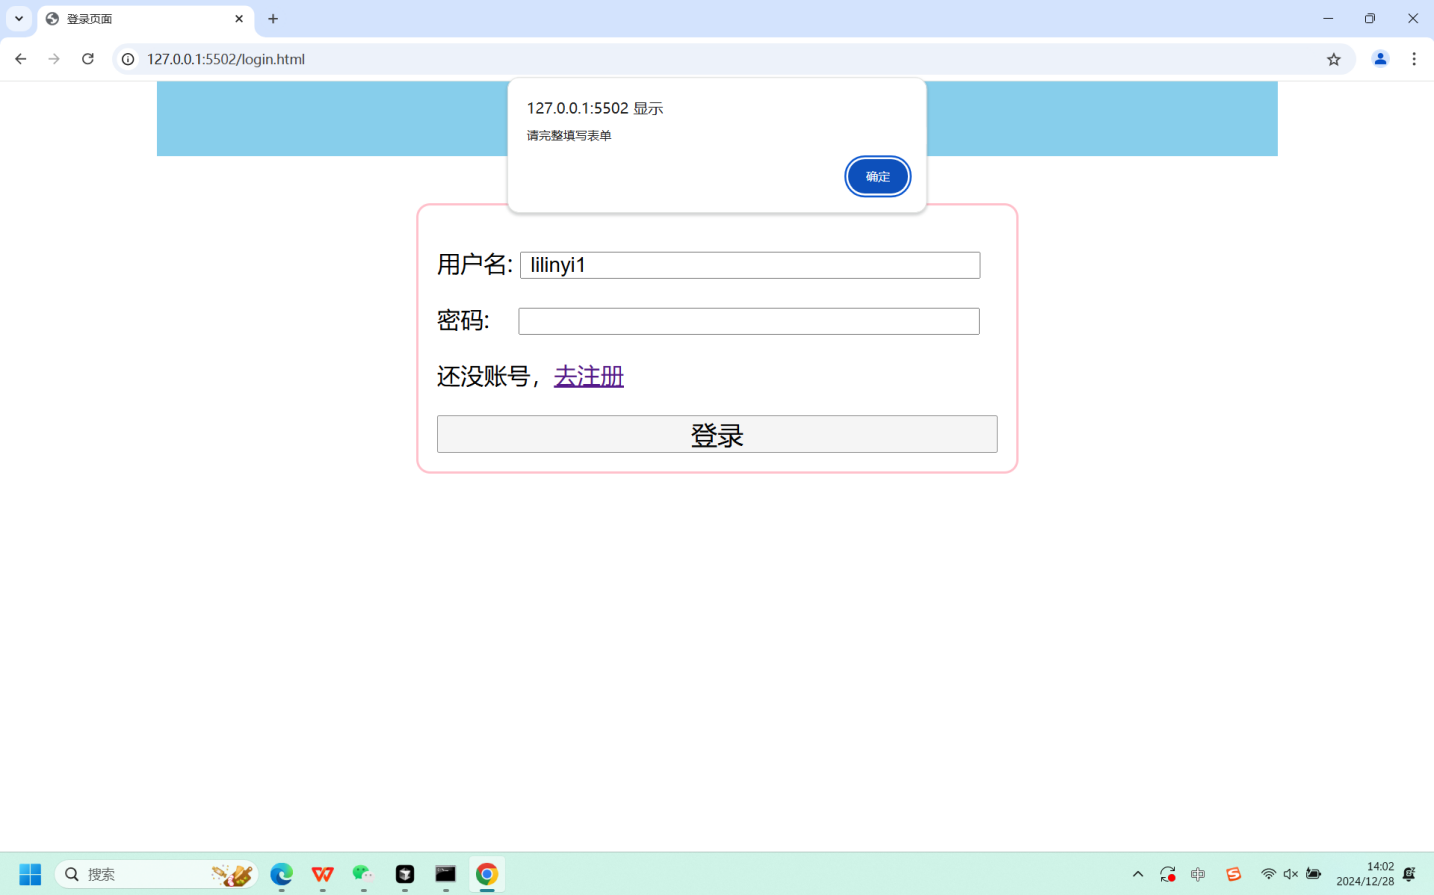 登录页面
127.0.0.1:5502/login.html
127.0.0.1:5502 显示
请完整填写表单
确定
用户名: lilinyi1
密码:
还没账号，去注册
登录
搜索
中
14:02
2024/12/28